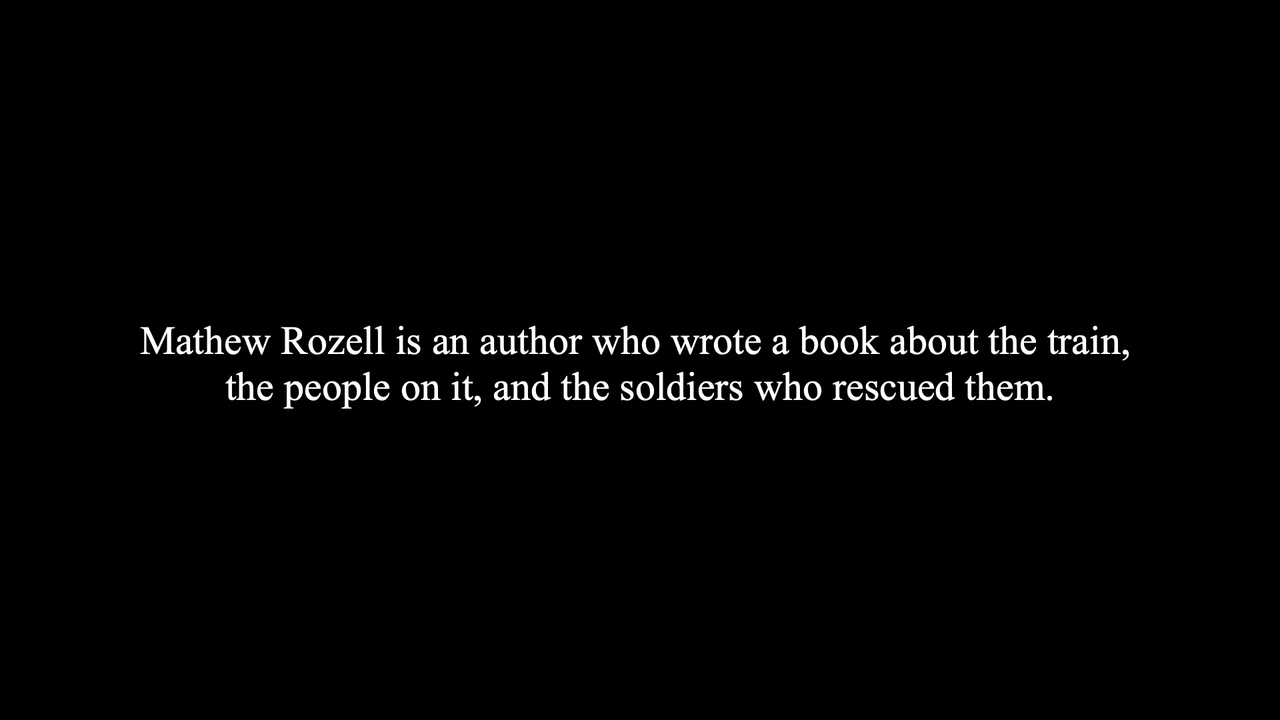 Mathew Rozell is an author who wrote a book about the train,
the people on it, and the soldiers who rescued them.